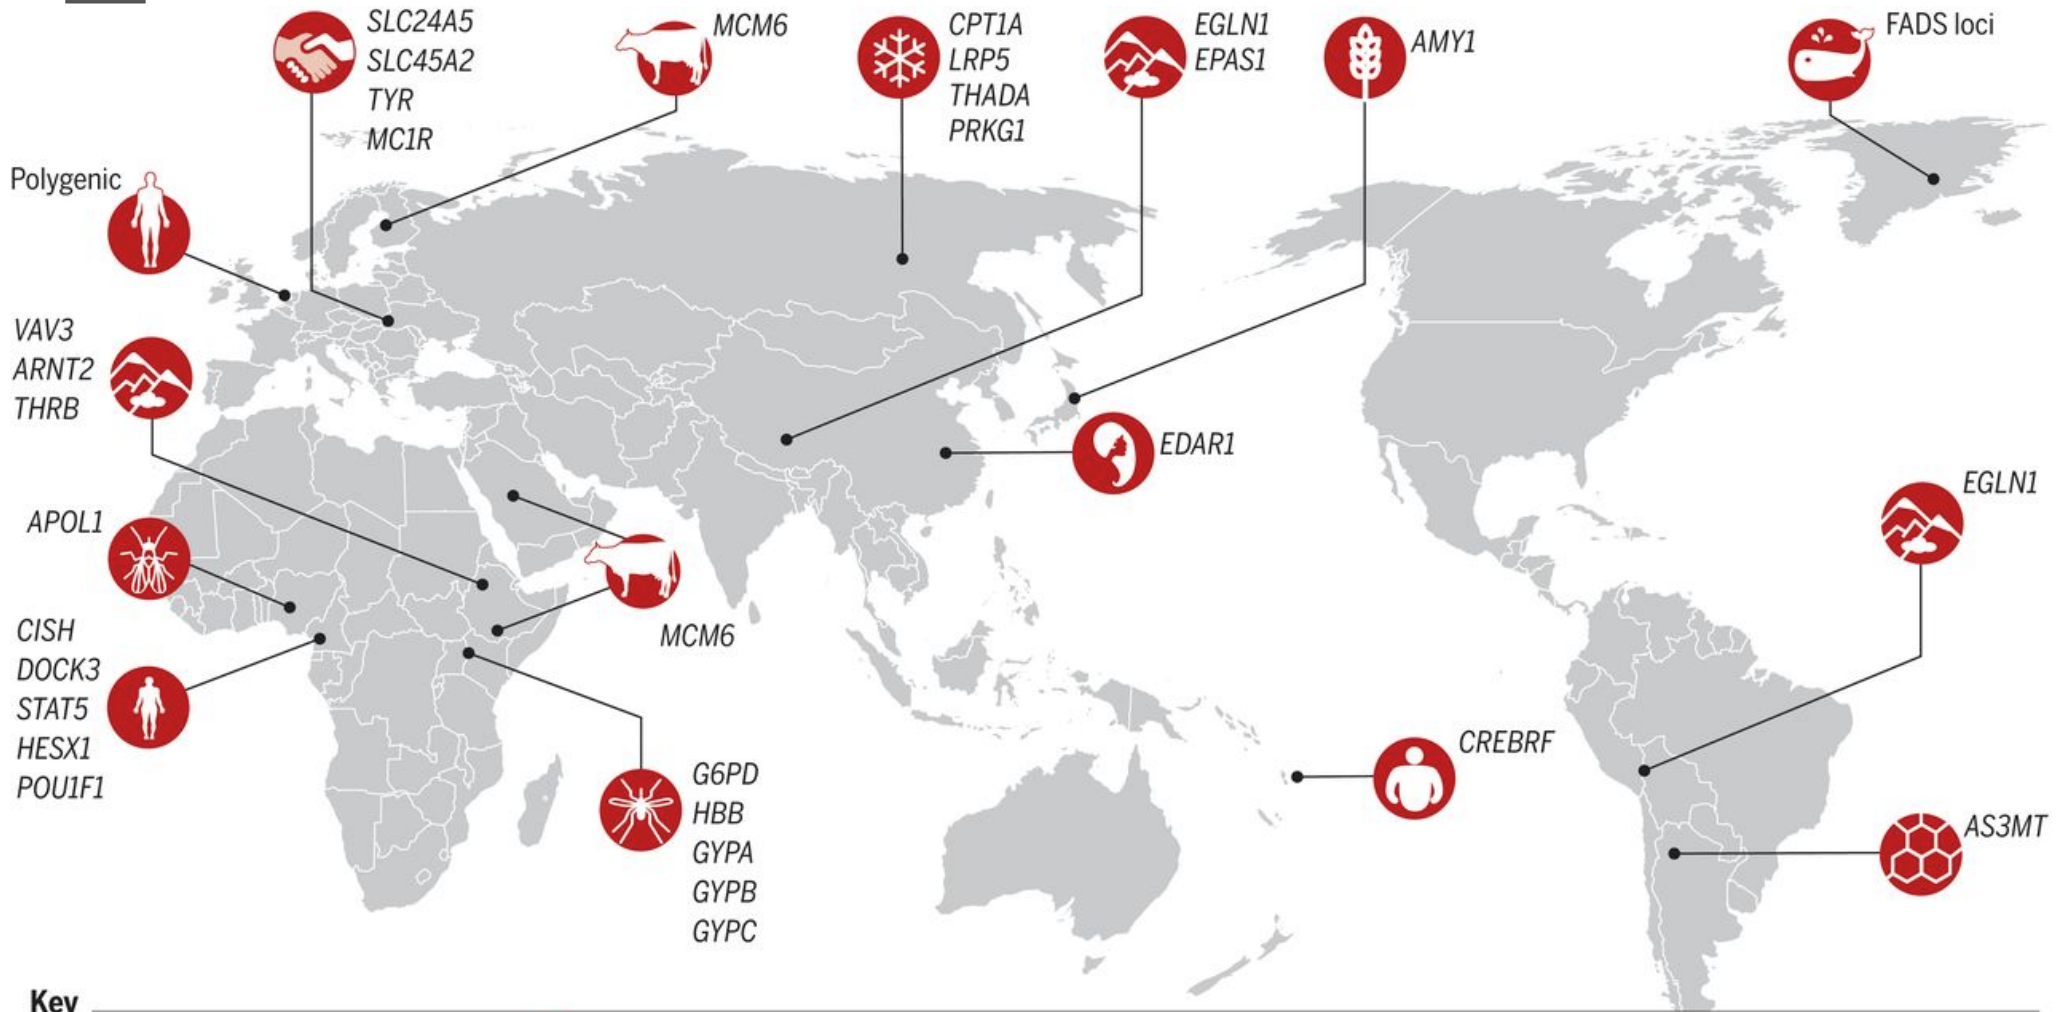 SLC24A5
SLC45A2
TYR
MC1R
MCM6
CPT1A
LRP5
THADA
PRKG1
EGLN1
EPAS1
AMY1
FADS loci
Polygenic
VAV3
ARNT2
THRB
EDAR1
EGLN1
APOL1
MCM6
CISH
DOCK3
STAT5
HESX1
POU1F1
CREBRF
G6PD
HBB
GYPA
GYPB
GYPC
AS3MT
Key